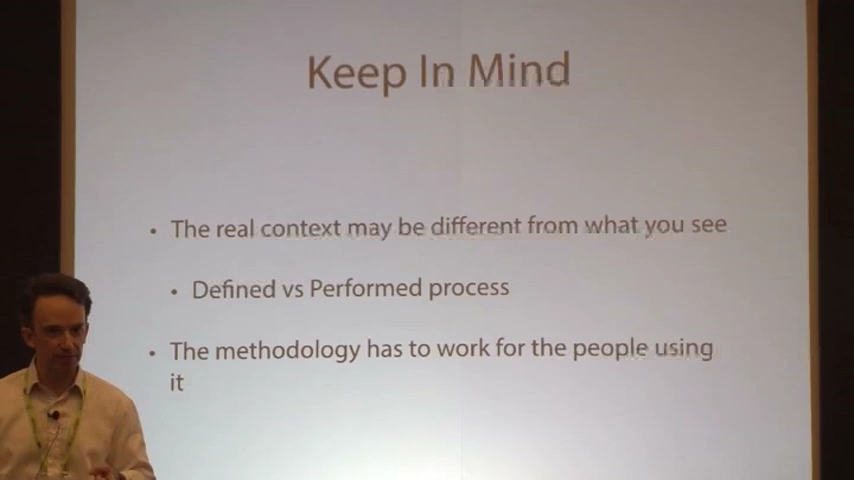 Keep In Mind
• The real context may be different from what you see
• Defined vs Performed process
• The methodology has to work for the people using
it